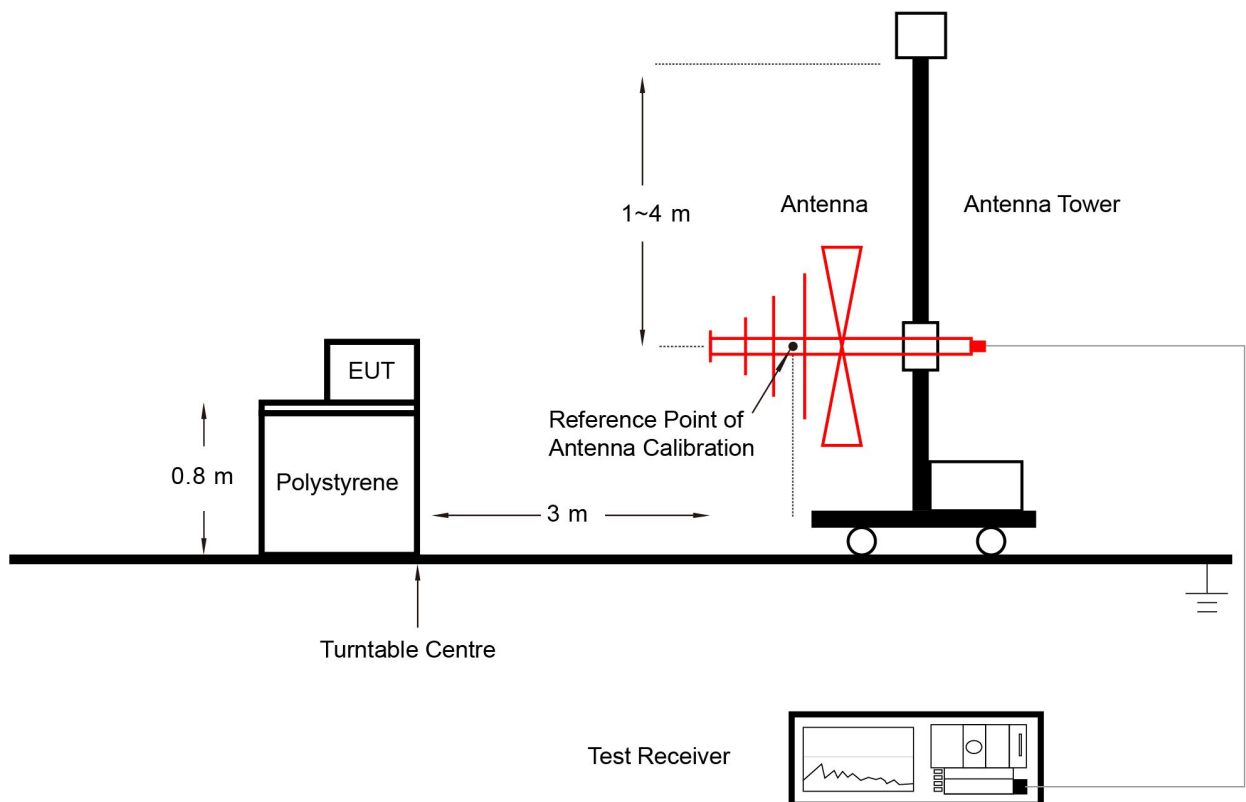 1~4 m
Antenna
Antenna Tower
EUT
Reference Point of
Antenna Calibration
0.8 m
Polystyrene
3 m
Turntable Centre
Test Receiver